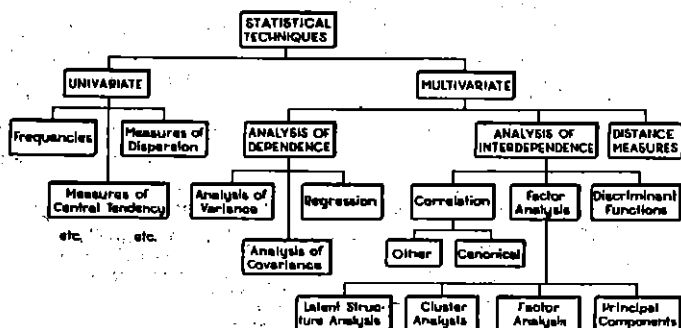 STATISTICAL
TECHNIQUES
UNIVARIATE
MULTIVARIATE
Frequencies
Measures of
Dispersion
ANALYSIS OF
DEPENDENCE
ANALYSIS OF
INTERDEPENDENCE
DISTANCE
MEASURES
Measures of
Central Tendency
etc.
etc.
Analysis of
Variance
Regression
Correlation
Factor
Analysis
Discriminant
Functions
Analysis of
Covariance
Other
Canonical
Latent Struc-
ture Analysis
Cluster
Analysis
Factor
Analysis
Principal
Components